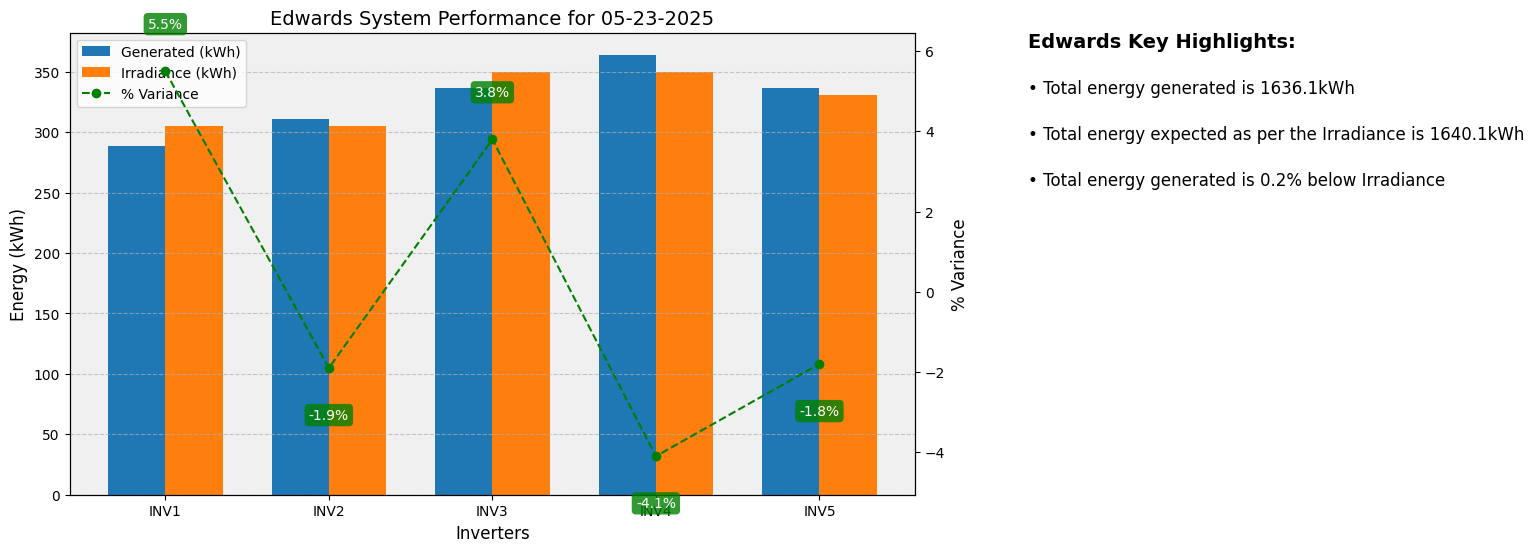 Edwards System Performance for 05-23-2025
Generated (kWh)
Irradiance (kWh)
% Variance
5.5%
-1.9%
3.8%
-4.1%
-1.8%
Energy (kWh)
350
300
250
200
150
100
50
0
6
4
2
0
−2
−4
% Variance
INV1
INV2
INV3
INV4
INV5
Inverters
Edwards Key Highlights:
• Total energy generated is 1636.1kWh
• Total energy expected as per the Irradiance is 1640.1kWh
• Total energy generated is 0.2% below Irradiance